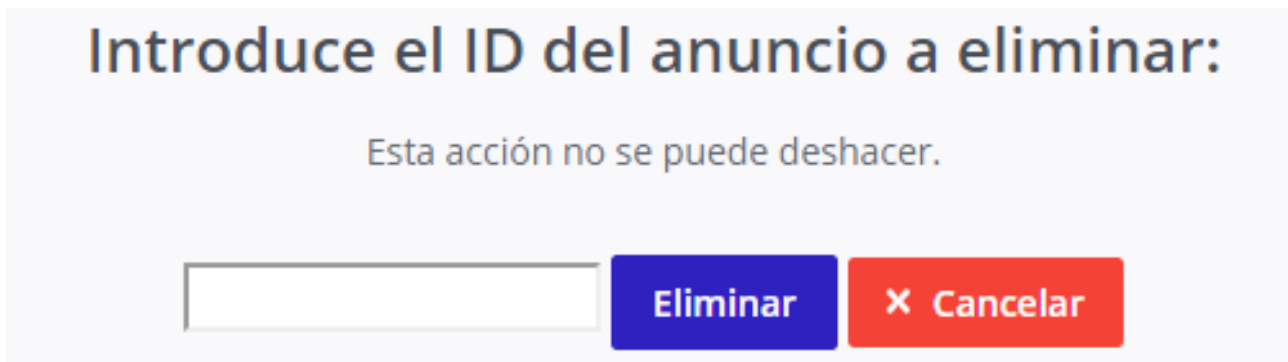 Introduce el ID del anuncio a eliminar:
Esta acción no se puede deshacer.
Eliminar × Cancelar